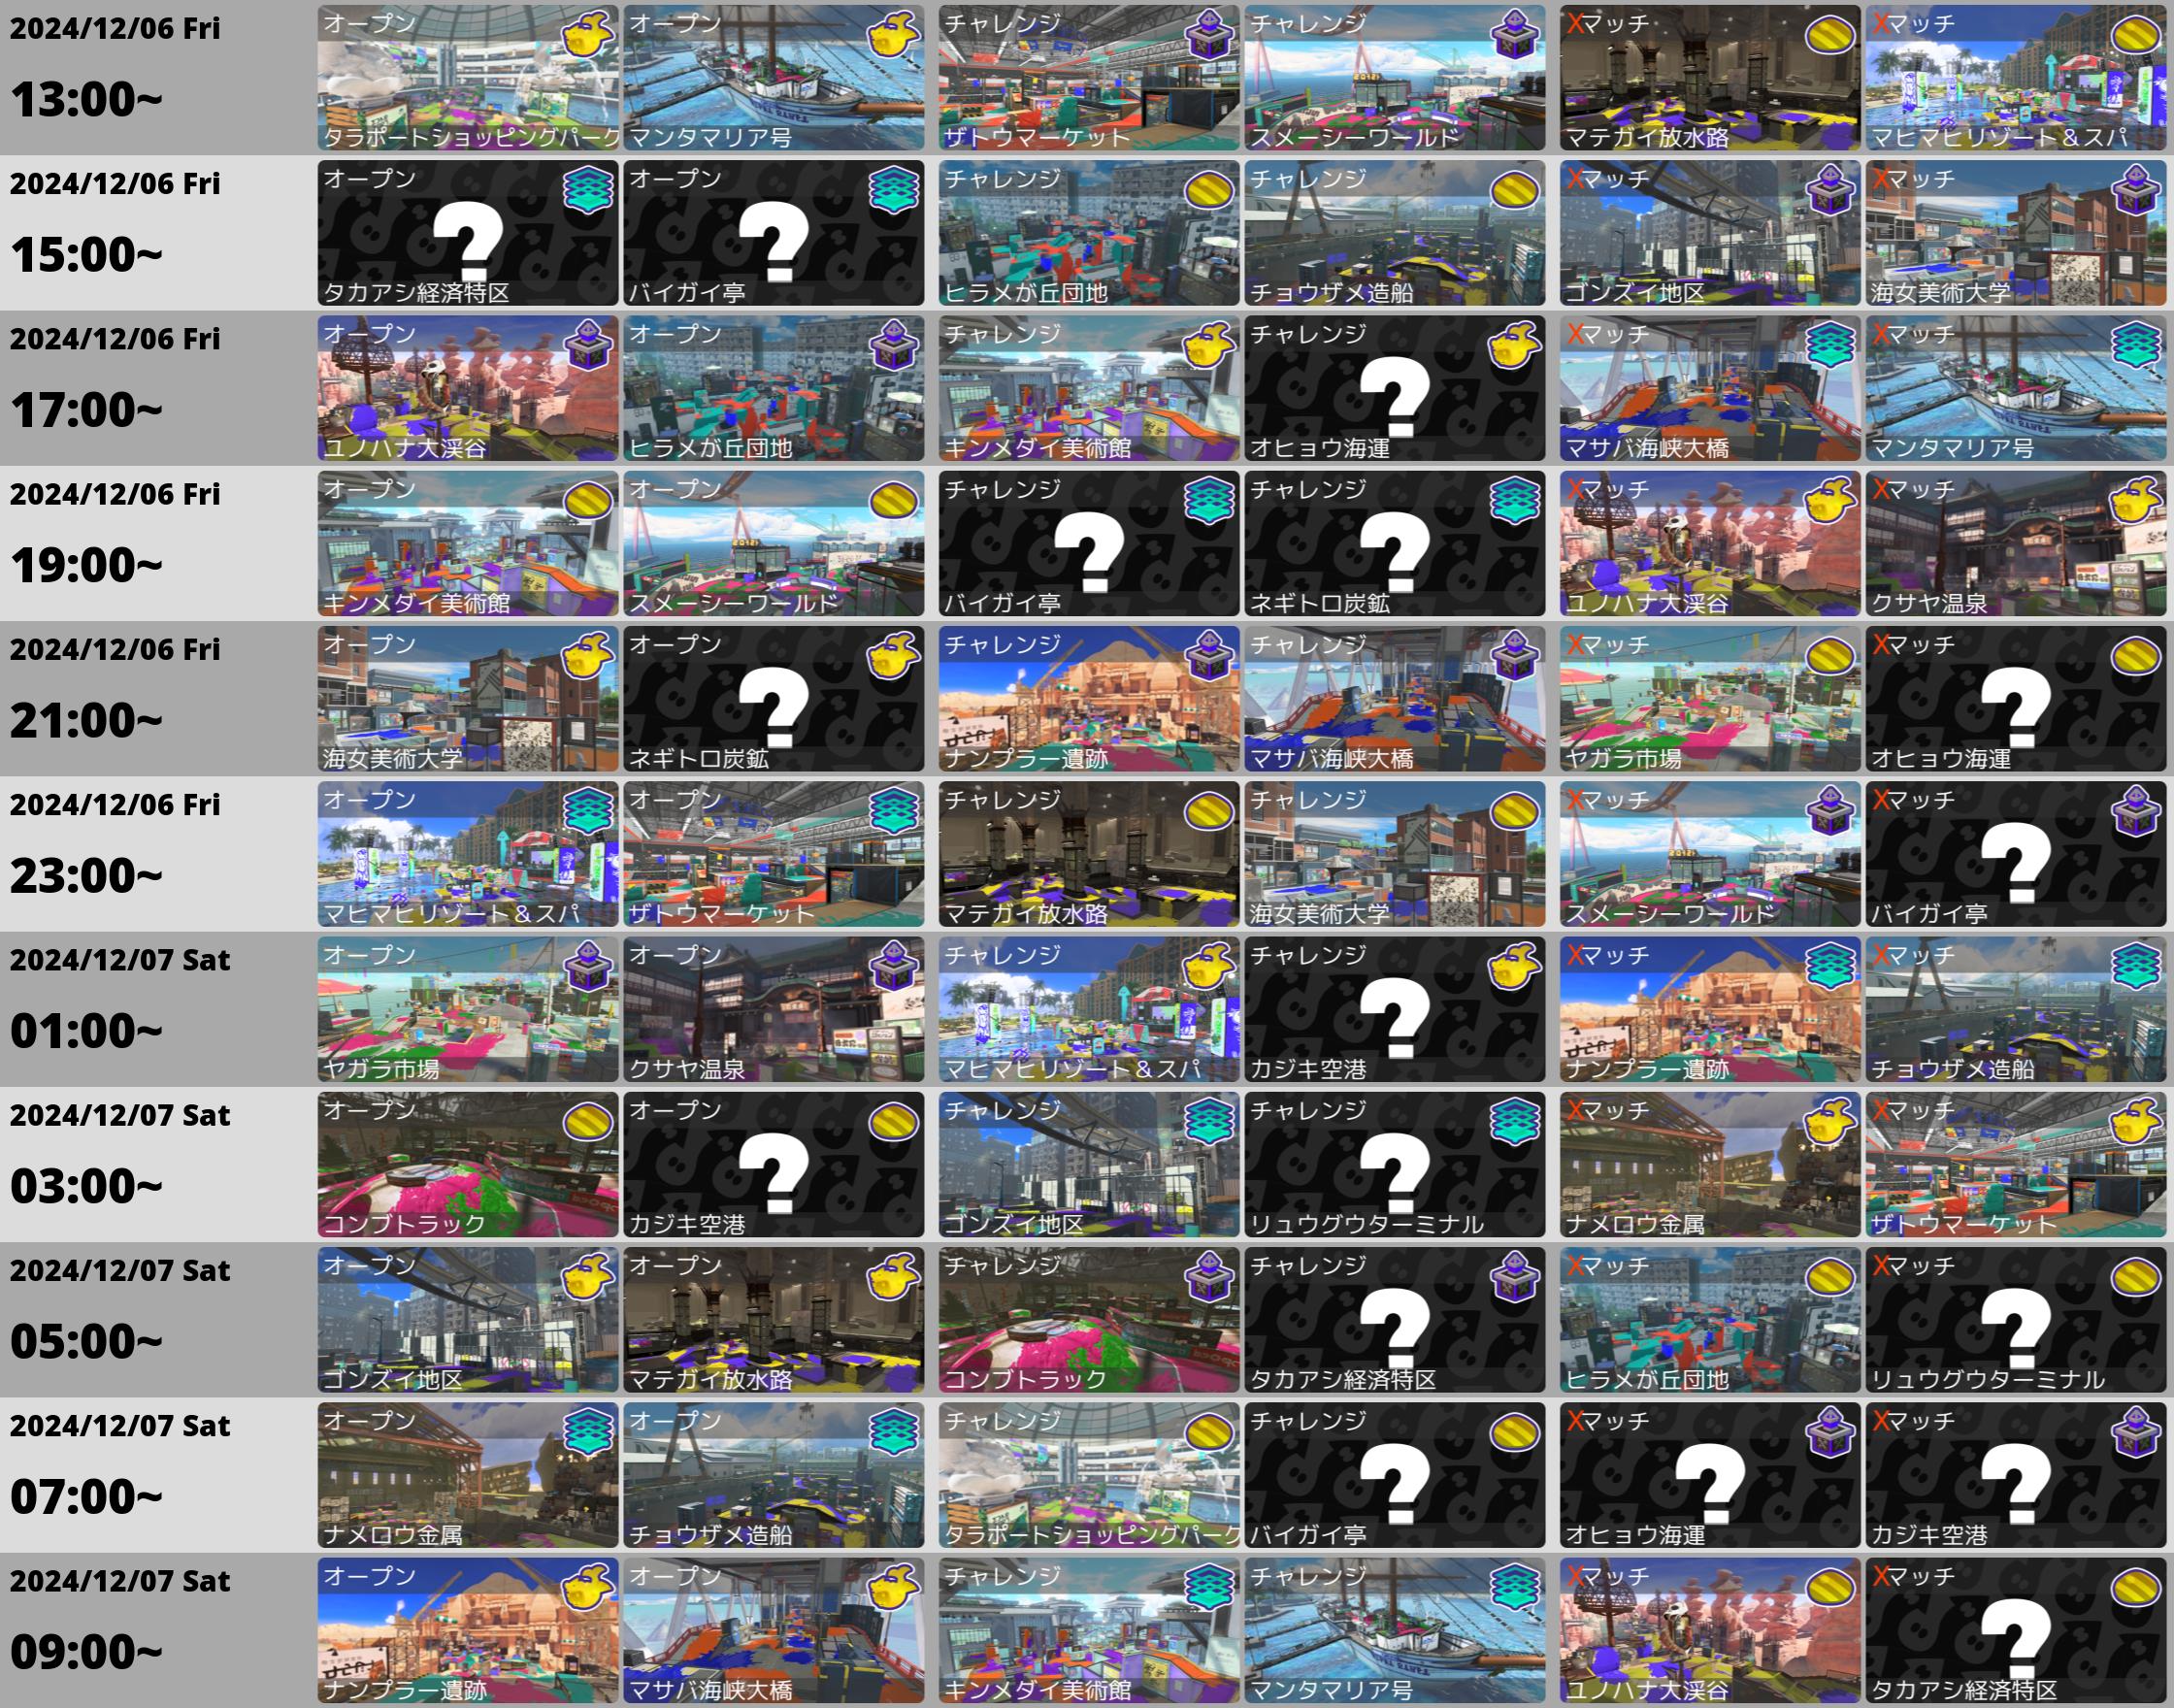 2024/12/06 Fri
13:00~
オープン
タラポートショッピングパーク
オープン
マンタマリア号
チャレンジ
ザトウマーケット
チャレンジ
スメーシーワールド
Xマッチ
マテガイ放水路
Xマッチ
マヒマヒリゾート＆スパ
2024/12/06 Fri
15:00~
オープン
タカアシ経済特区
オープン
バイガイ亭
チャレンジ
ヒラメが丘団地
チャレンジ
チョウザメ造船
Xマッチ
ゴンズイ地区
Xマッチ
海女美術大学
2024/12/06 Fri
17:00~
オープン
ユノハナ大渓谷
オープン
ヒラメが丘団地
チャレンジ
キンメダイ美術館
チャレンジ
オヒョウ海運
Xマッチ
マサバ海峡大橋
Xマッチ
マンタマリア号
2024/12/06 Fri
19:00~
オープン
キンメダイ美術館
オープン
スメーシーワールド
チャレンジ
バイガイ亭
チャレンジ
ネギトロ炭鉱
Xマッチ
ユノハナ大渓谷
Xマッチ
クサヤ温泉
2024/12/06 Fri
21:00~
オープン
海女美術大学
オープン
ネギトロ炭鉱
チャレンジ
ナンプラー遺跡
チャレンジ
マサバ海峡大橋
Xマッチ
ヤガラ市場
Xマッチ
オヒョウ海運
2024/12/06 Fri
23:00~
オープン
マヒマヒリゾート＆スパ
オープン
ザトウマーケット
チャレンジ
マテガイ放水路
チャレンジ
海女美術大学
Xマッチ
スメーシーワールド
Xマッチ
バイガイ亭
2024/12/07 Sat
01:00~
オープン
ヤガラ市場
オープン
クサヤ温泉
チャレンジ
マヒマヒリゾート＆スパ
チャレンジ
カジキ空港
Xマッチ
ナンプラー遺跡
Xマッチ
チョウザメ造船
2024/12/07 Sat
03:00~
オープン
コンブトラック
オープン
カジキ空港
チャレンジ
ゴンズイ地区
チャレンジ
リュウグウターミナル
Xマッチ
ナメロウ金属
Xマッチ
ザトウマーケット
2024/12/07 Sat
05:00~
オープン
ゴンズイ地区
オープン
マテガイ放水路
チャレンジ
コンブトラック
チャレンジ
タカアシ経済特区
Xマッチ
ヒラメが丘団地
Xマッチ
リュウグウターミナル
2024/12/07 Sat
07:00~
オープン
ナメロウ金属
オープン
チョウザメ造船
チャレンジ
タラポートショッピングパーク
チャレンジ
バイガイ亭
Xマッチ
オヒョウ海運
Xマッチ
カジキ空港
2024/12/07 Sat
09:00~
オープン
ナンプラー遺跡
オープン
マサバ海峡大橋
チャレンジ
キンメダイ美術館
チャレンジ
マンタマリア号
Xマッチ
ユノハナ大渓谷
Xマッチ
タカアシ経済特区